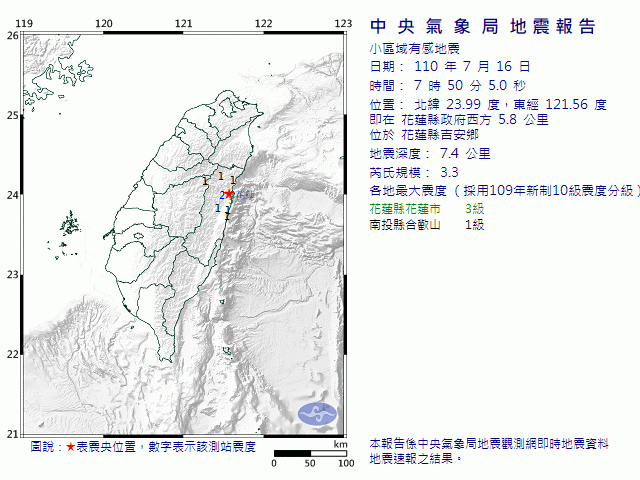 119 120 121 122 123
26
25
24
23
22
21
1 1 1
2
1 1
1
圖說：★表震央位置，數字表示該測站震度
km
0 50 100
中央氣象局地震報告
小區域有感地震
日期： 110 年 7 月 16 日
時間： 7 時 50 分 5.0 秒
位置： 北緯 23.99 度，東經 121.56 度
即在 花蓮縣政府西方 5.8 公里
位於 花蓮縣吉安鄉
地震深度： 7.4 公里
芮氏規模： 3.3
各地最大震度（採用109年新制10級震度分級）
花蓮縣花蓮市 3級
南投縣合歡山 1級
本報告係中央氣象局地震觀測網即時地震資料
地震速報之結果。